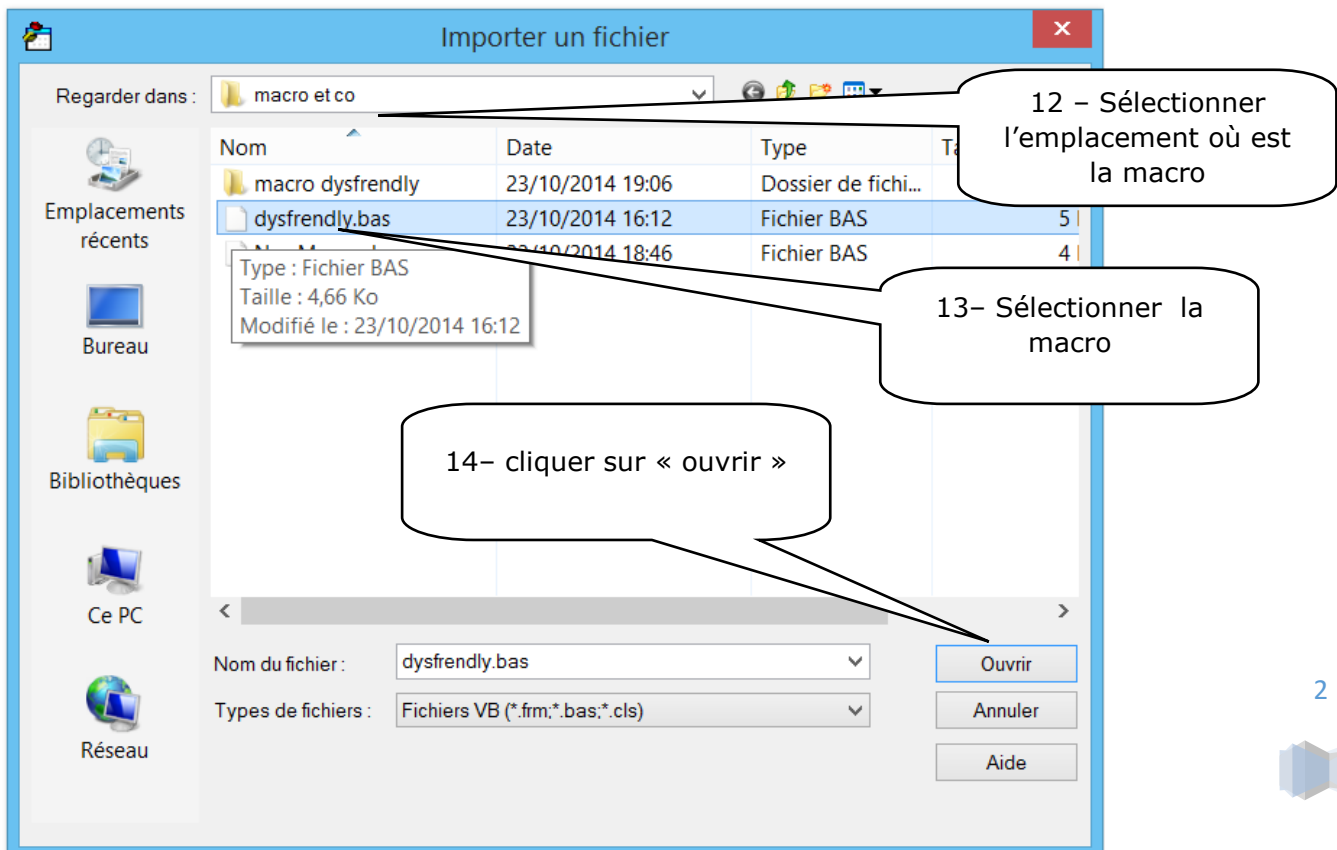 Importer un fichier
Regarder dans :
macro et co
12 – Sélectionner
l'emplacement où est
la macro
Nom
Date
Type
macro dysfrendly
23/10/2014 19:06
Dossier de fichi...
dysfrendly.bas
23/10/2014 16:12
Fichier BAS
5
18:46
Fichier BAS
4
Type : Fichier BAS
Taille : 4,66 Ko
Modifié le : 23/10/2014 16:12
13– Sélectionner la
macro
14– cliquer sur « ouvrir »
Emplacements
récents
Bureau
Bibliothèques
Ce PC
Réseau
Nom du fichier :
dysfrendly.bas
Ouvrir
Types de fichiers :
Fichiers VB (*.frm;*.bas;*.cls)
Annuler
Aide
2